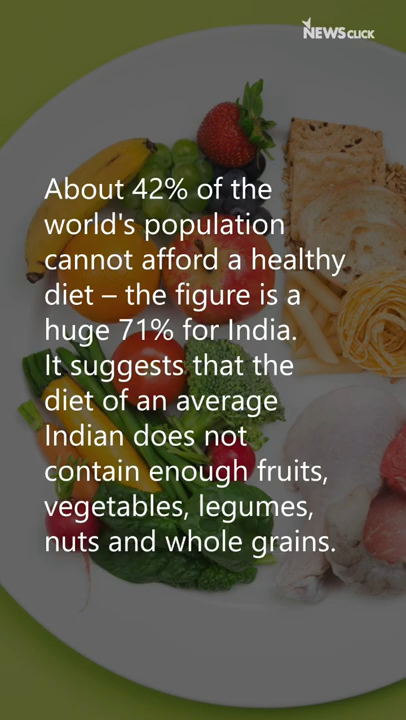 NEWSCLICK
About 42% of the
world's population
cannot afford a healthy
diet – the figure is a
huge 71% for India.
It suggests that the
diet of an average
Indian does not
contain enough fruits,
vegetables, legumes,
nuts and whole grains.